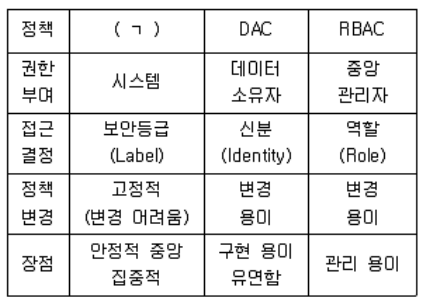 정책 ( ㄱ ) DAC RBAC
권한 부여 시스템 데이터 소유자 중앙 관리자
접근 결정 보안등급 (Label) 신분 (Identity) 역할 (Role)
정책 변경 고정적 (변경 어려움) 변경 용이 변경 용이
장점 안정적 중앙 집중적 구현 용이 유연함 관리 용이